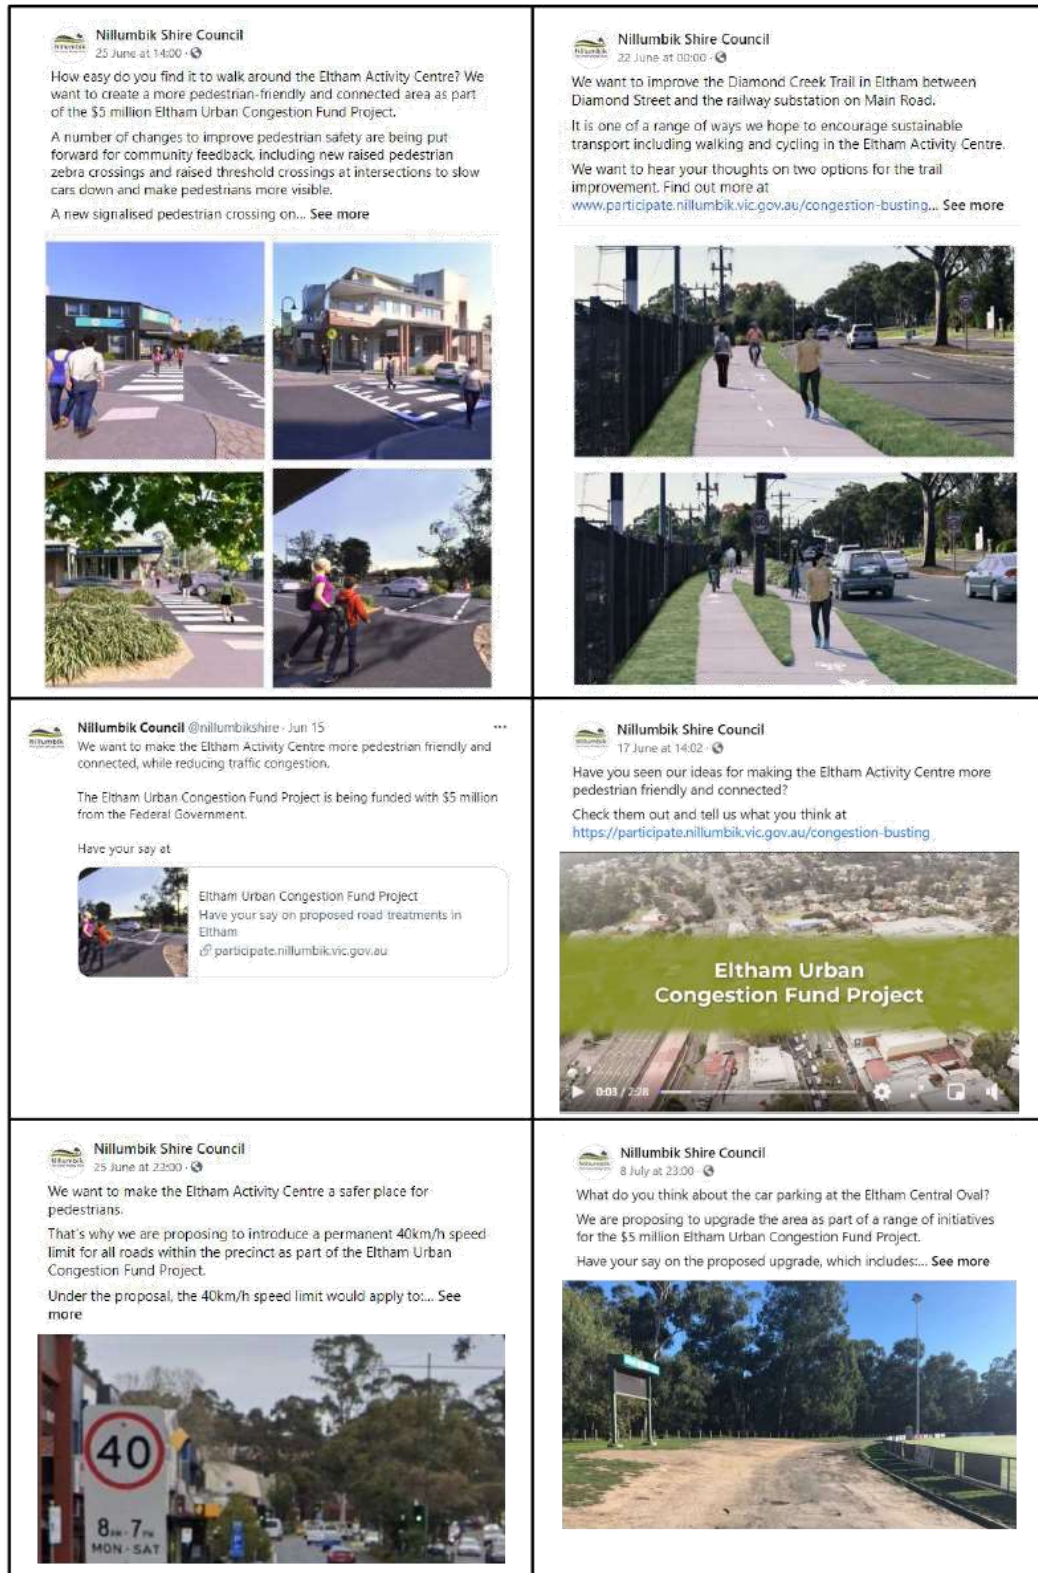 Nillumbik Shire Council
25 June at 14:00 ·
How easy do you find it to walk around the Eltham Activity Centre? We
want to create a more pedestrian-friendly and connected area as part
of the $5 million Eltham Urban Congestion Fund Project.
A number of changes to improve pedestrian safety are being put
forward for community feedback, including new raised pedestrian
zebra crossings and raised threshold crossings at intersections to slow
cars down and make pedestrians more visible.
A new signalised pedestrian crossing on... See more
Nillumbik Shire Council
22 June at 00:00 ·
We want to improve the Diamond Creek Trail in Eltham between
Diamond Street and the railway substation on Main Road.
It is one of a range of ways we hope to encourage sustainable
transport including walking and cycling in the Eltham Activity Centre.
We want to hear your thoughts on two options for the trail
improvement. Find out more at
www.participate.nillumbik.vic.gov.au/congestion-busting... See more
Nillumbik Council @nillumbikshire · Jun 15
We want to make the Eltham Activity Centre more pedestrian friendly and
connected, while reducing traffic congestion.
The Eltham Urban Congestion Fund Project is being funded with $5 million
from the Federal Government.
Have your say at
Eltham Urban Congestion Fund Project
Have your say on proposed road treatments in
Eltham
participate.nillumbik.vic.gov.au
Nillumbik Shire Council
17 June at 14:02 ·
Have you seen our ideas for making the Eltham Activity Centre more
pedestrian friendly and connected?
Check them out and tell us what you think at
https://participate.nillumbik.vic.gov.au/congestion-busting
Eltham Urban
Congestion Fund Project
0:03 / 2:28
Nillumbik Shire Council
25 June at 23:00 ·
We want to make the Eltham Activity Centre a safer place for
pedestrians.
That's why we are proposing to introduce a permanent 40km/h speed
limit for all roads within the precinct as part of the Eltham Urban
Congestion Fund Project.
Under the proposal, the 40km/h speed limit would apply to:... See
more
40
8AM - 7PM
MON - SAT
Nillumbik Shire Council
8 July at 23:00 ·
What do you think about the car parking at the Eltham Central Oval?
We are proposing to upgrade the area as part of a range of initiatives
for the $5 million Eltham Urban Congestion Fund Project.
Have your say on the proposed upgrade, which includes:... See more